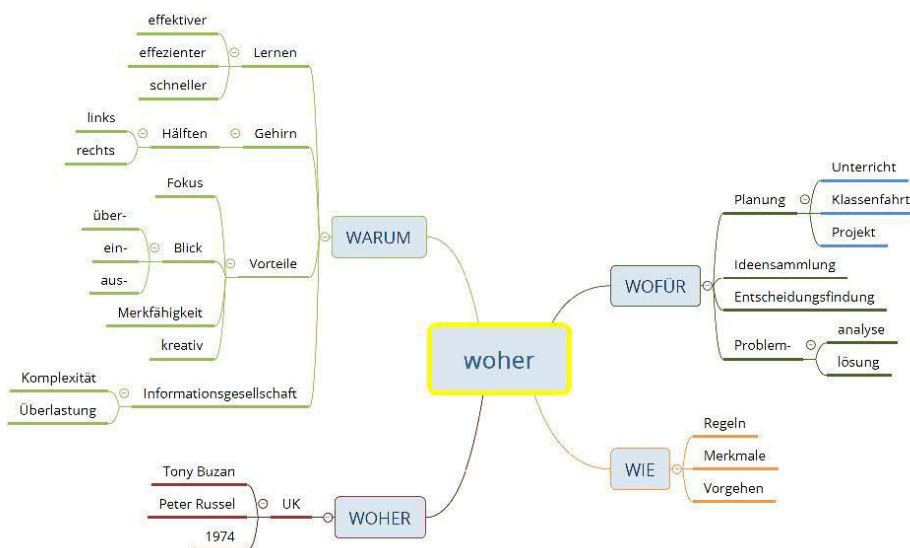 woher
WARUM
Lernen
effektiver
effezienter
schneller
Gehirn
Hälften
links
rechts
Vorteile
Fokus
Blick
über-
ein-
aus-
Merkfähigkeit
kreativ
Informationsgesellschaft
Komplexität
Überlastung
WOHER
UK
Tony Buzan
Peter Russel
1974
WOFÜR
Planung
Unterricht
Klassenfahrt
Projekt
Ideensammlung
Entscheidungsfindung
Problem-
analyse
lösung
WIE
Regeln
Merkmale
Vorgehen